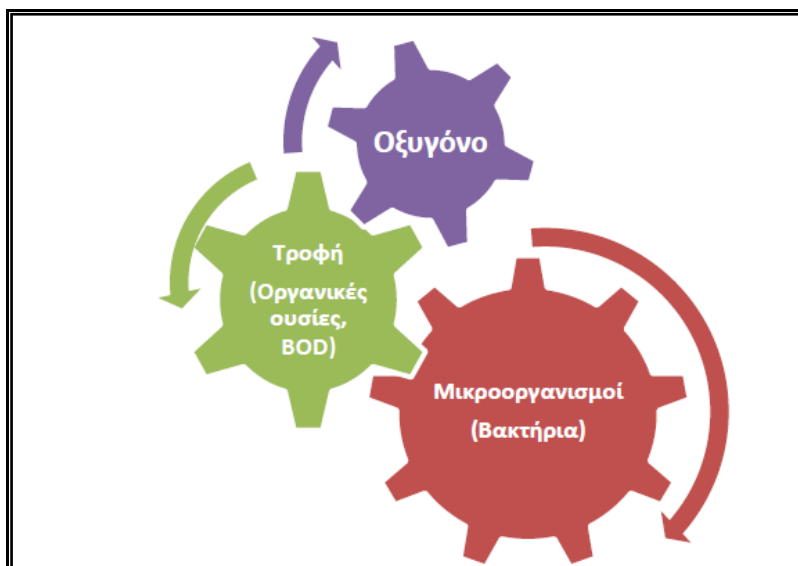 Οξυγόνο
Τροφή
(Οργανικές
ουσίες,
BOD)
Μικροοργανισμοί
(Βακτήρια)